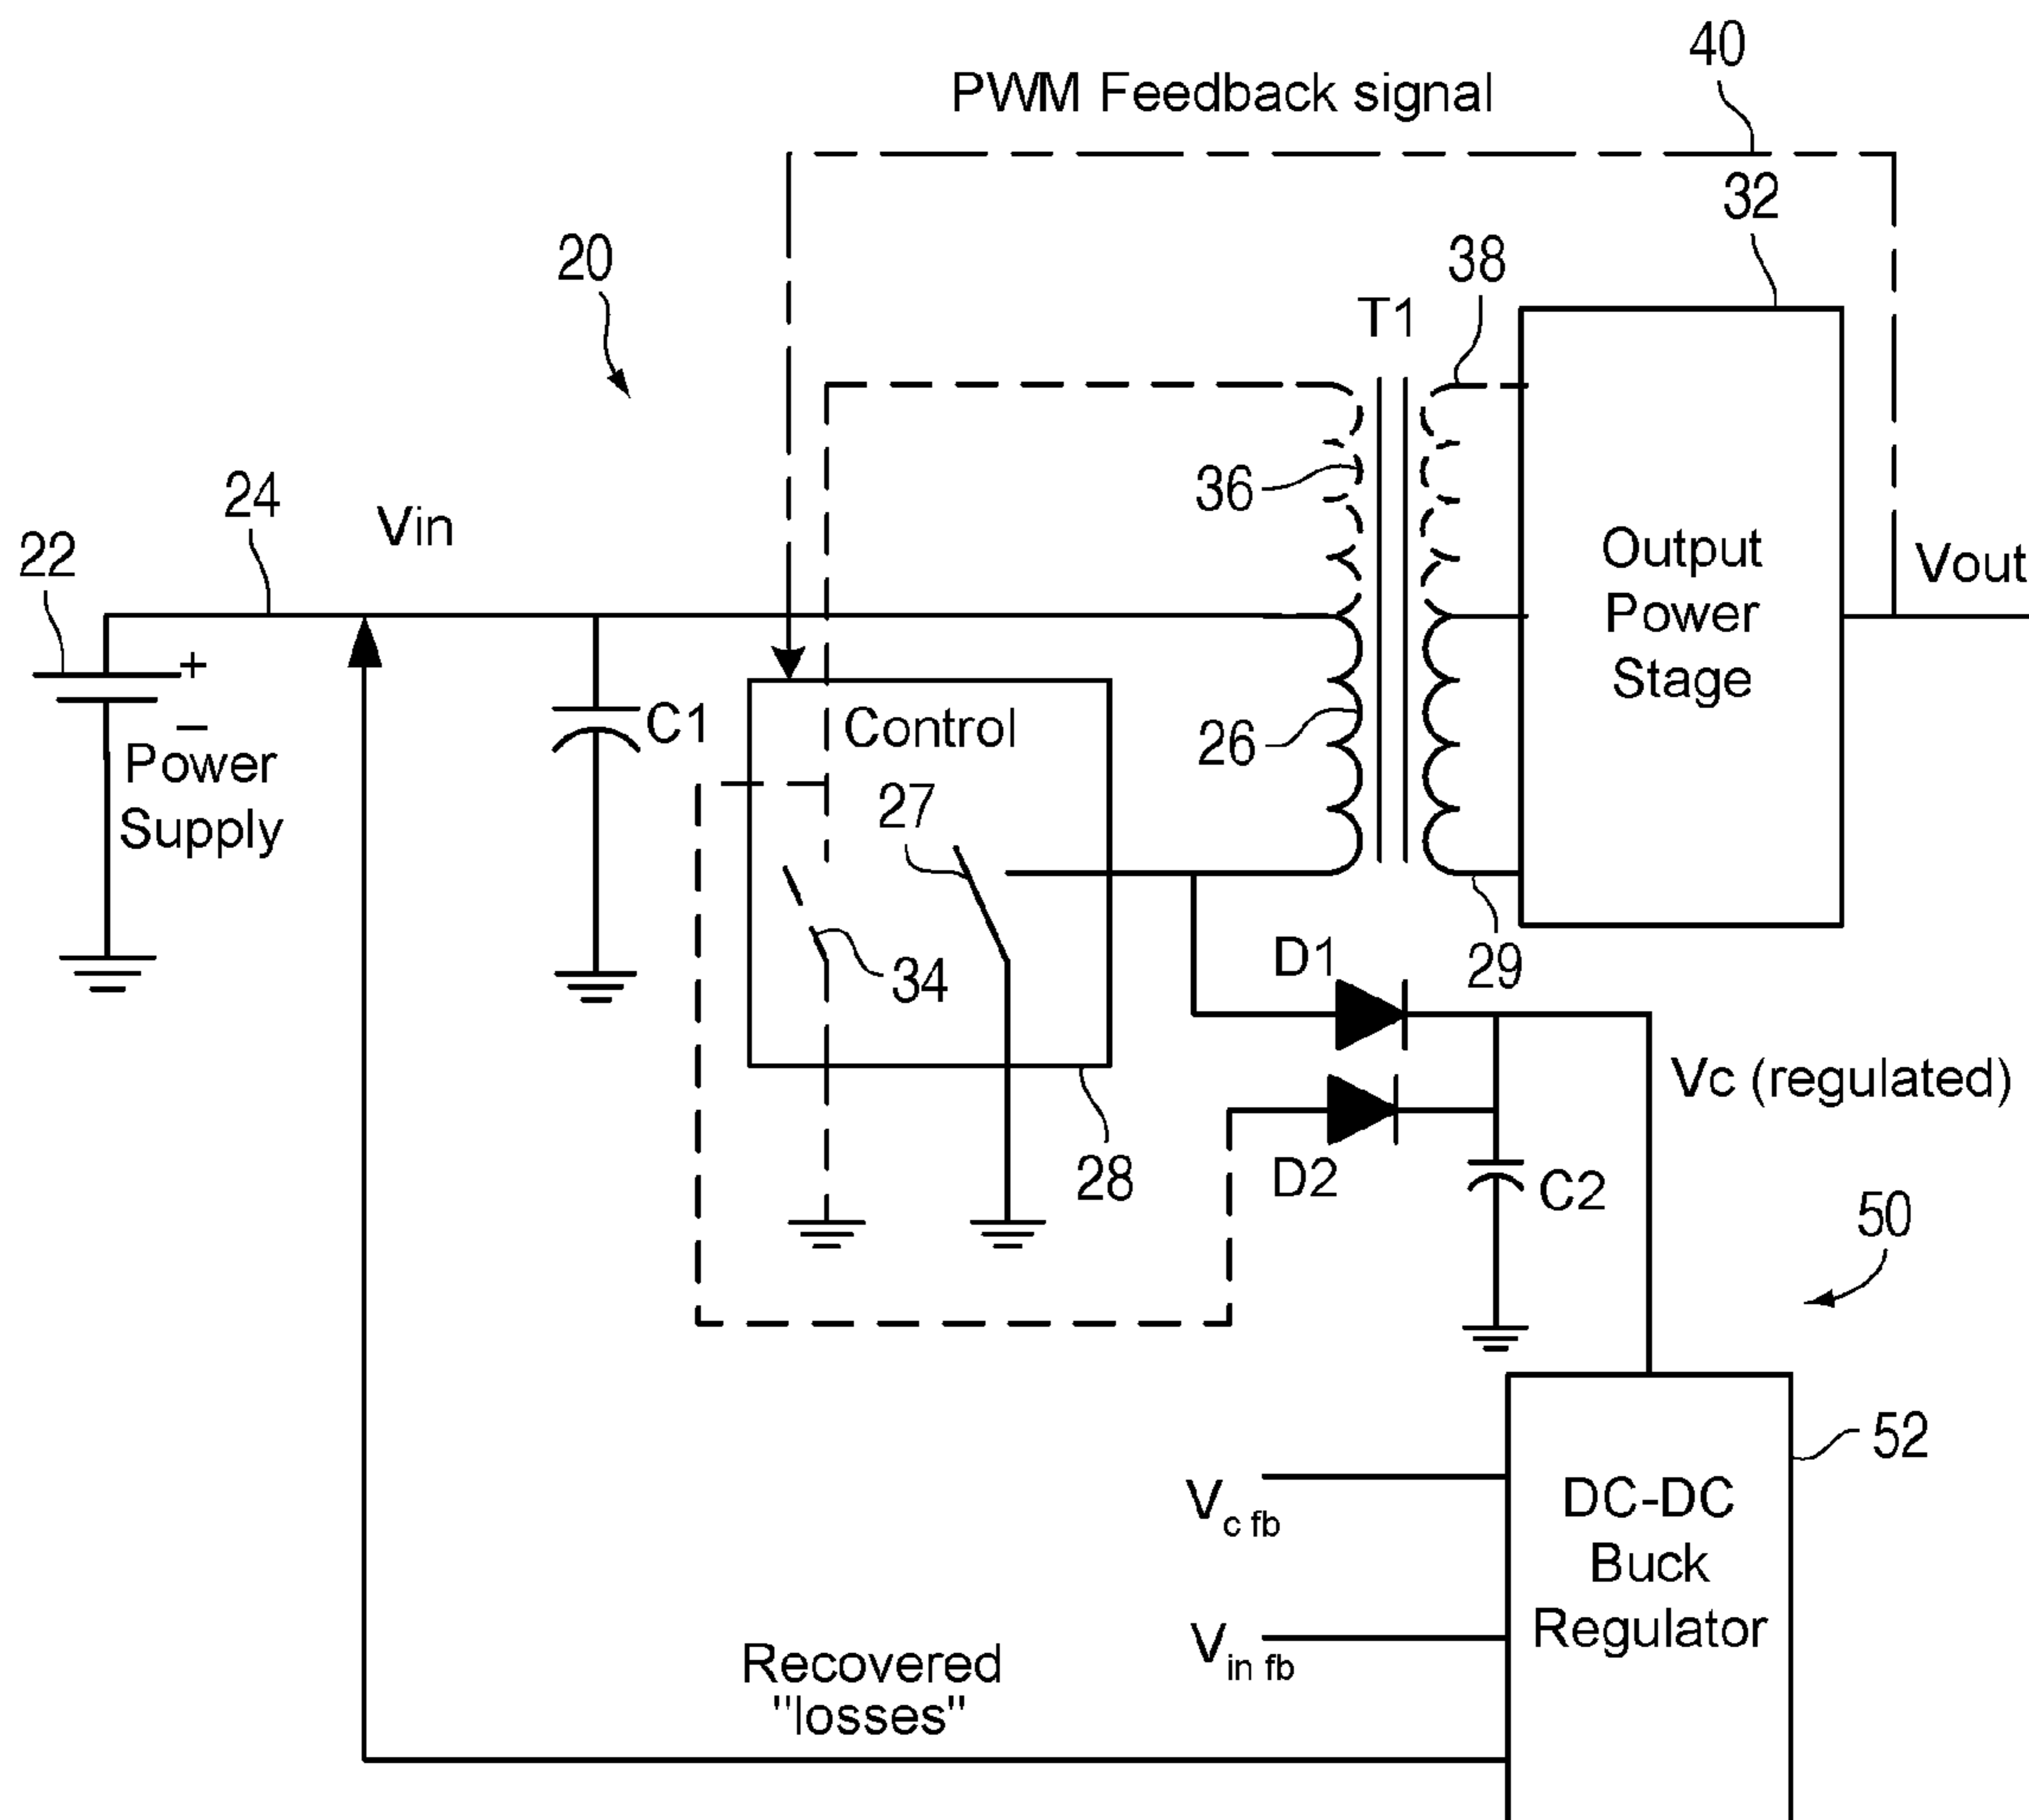 40
PWM Feedback signal
32
20
38
T1
36
24
Vin
22
Output
Power
Stage
Vout
+
−
Power
Supply
C1
Control
26
27
34
29
D1
Vc (regulated)
28
D2
C2
50
52
DC-DC
Buck
Regulator
Vc fb
Vin fb
Recovered
"losses"